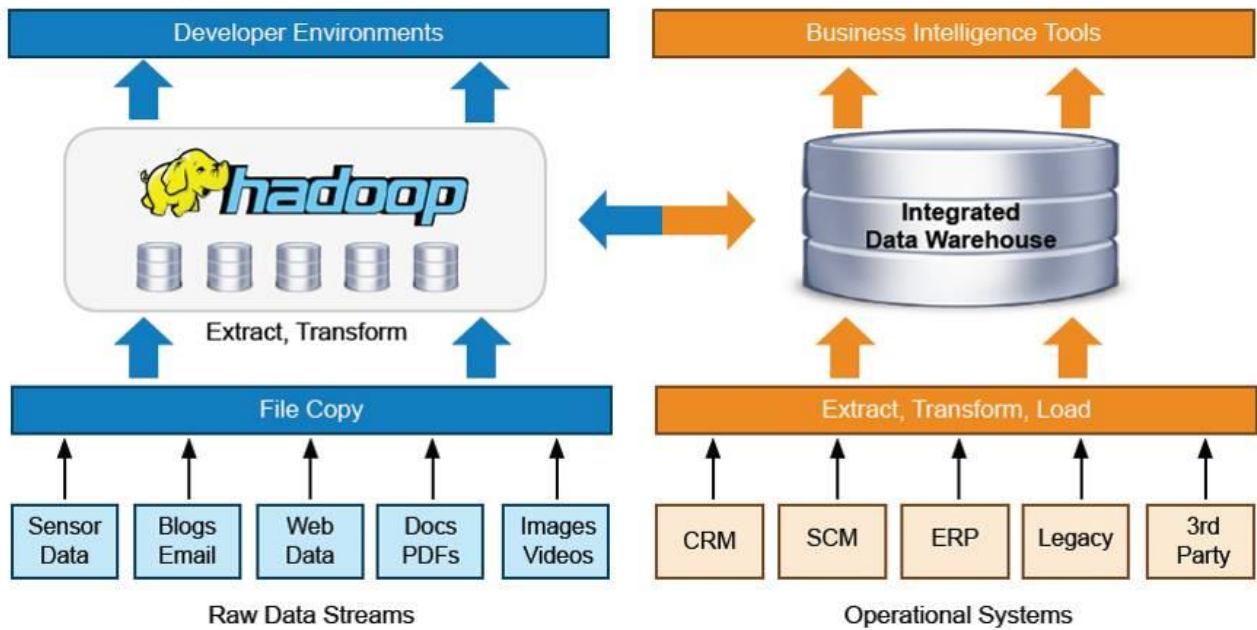 Developer Environments
Business Intelligence Tools
hadoop
Integrated
Data Warehouse
Extract, Transform
File Copy
Extract, Transform, Load
Sensor
Data
Blogs
Email
Web
Data
Docs
PDFs
Images
Videos
CRM
SCM
ERP
Legacy
3rd
Party
Raw Data Streams
Operational Systems